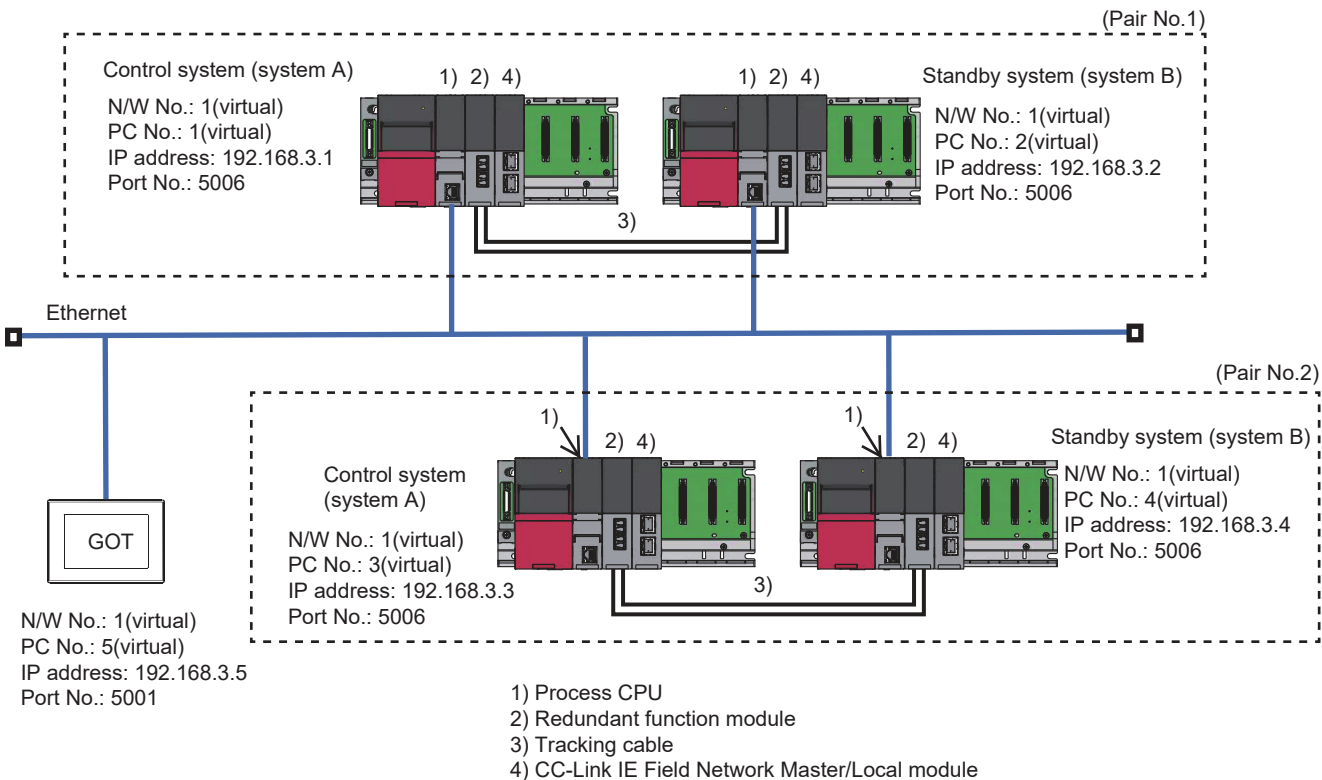 (Pair No.1)
Control system (system A)
N/W No.: 1(virtual)
PC No.: 1(virtual)
IP address: 192.168.3.1
Port No.: 5006
1) 2) 4)
1) 2) 4)
Standby system (system B)
N/W No.: 1(virtual)
PC No.: 2(virtual)
IP address: 192.168.3.2
Port No.: 5006
3)
Ethernet
(Pair No.2)
1)
2) 4)
1)
2) 4)
Control system
(system A)
N/W No.: 1(virtual)
PC No.: 3(virtual)
IP address: 192.168.3.3
Port No.: 5006
Standby system (system B)
N/W No.: 1(virtual)
PC No.: 4(virtual)
IP address: 192.168.3.4
Port No.: 5006
3)
GOT
N/W No.: 1(virtual)
PC No.: 5(virtual)
IP address: 192.168.3.5
Port No.: 5001
1) Process CPU
2) Redundant function module
3) Tracking cable
4) CC-Link IE Field Network Master/Local module